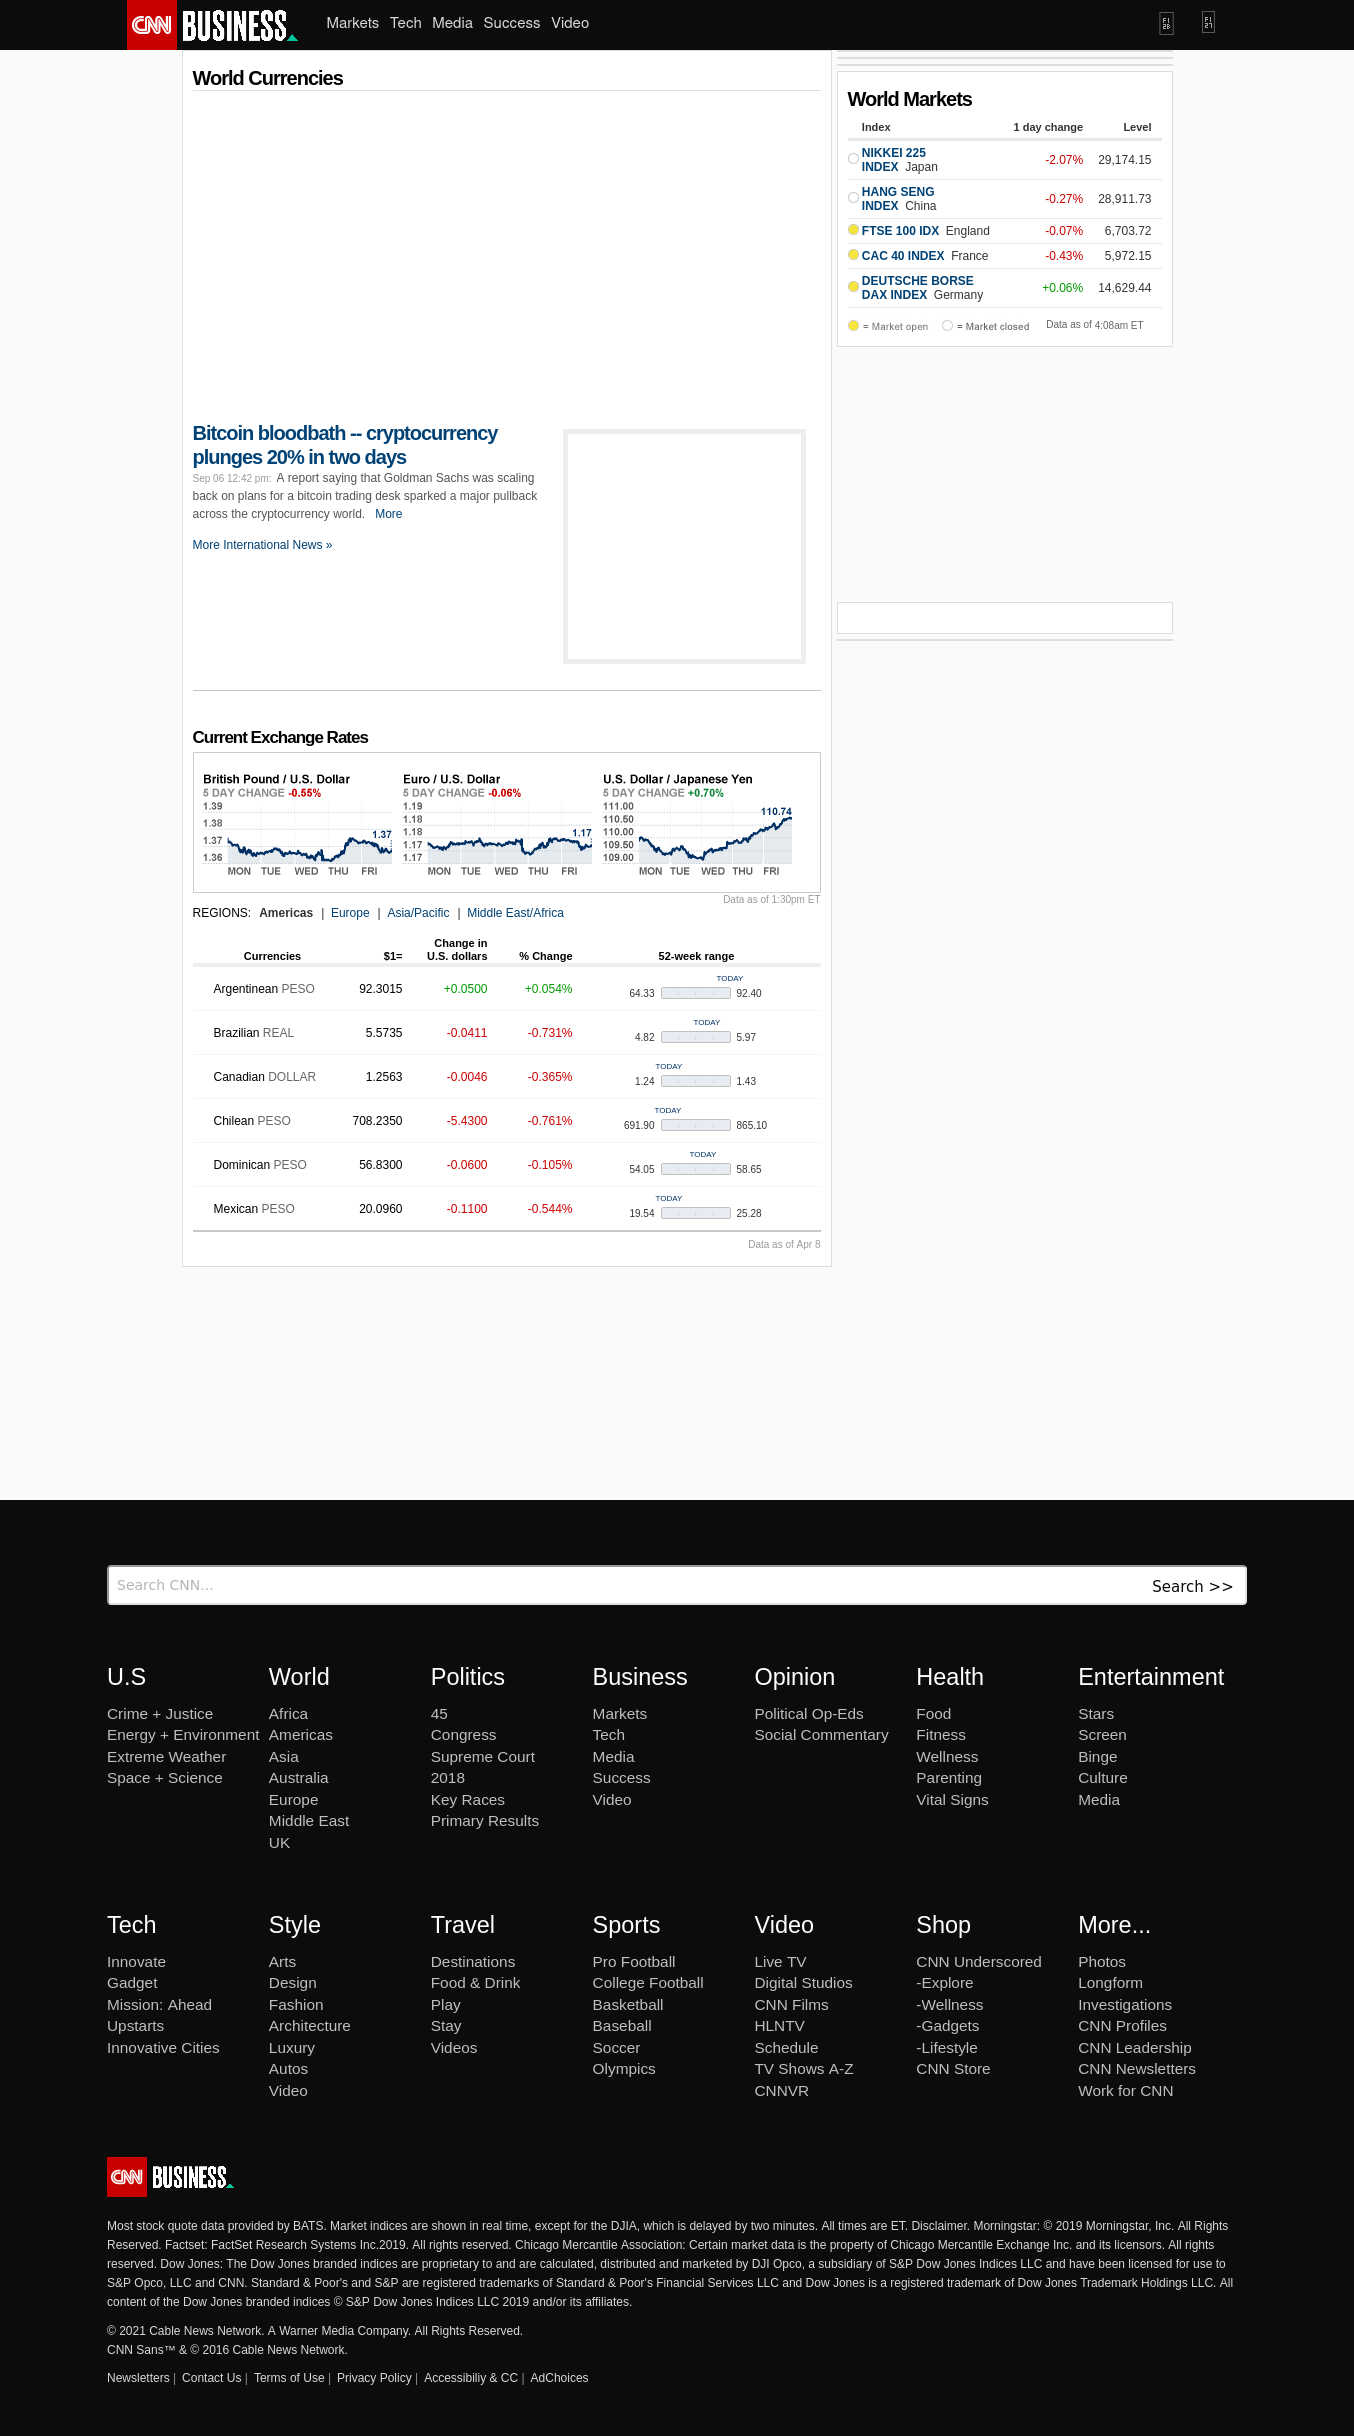 CNN BUSINESS Markets Tech Media Success Video
World Currencies
Bitcoin bloodbath -- cryptocurrency
plunges 20% in two days
Sep 06 12:42 pm: A report saying that Goldman Sachs was scaling
back on plans for a bitcoin trading desk sparked a major pullback
across the cryptocurrency world. More
More International News »
Current Exchange Rates
British Pound / U.S. Dollar
5 DAY CHANGE -0.55%
1.39
1.38
1.37
1.36
1.37
MON TUE WED THU FRI
Euro / U.S. Dollar
5 DAY CHANGE -0.06%
1.19
1.18
1.18
1.17
1.17
1.17
MON TUE WED THU FRI
U.S. Dollar / Japanese Yen
5 DAY CHANGE +0.70%
111.00
110.50
110.00
109.50
109.00
110.74
MON TUE WED THU FRI
Data as of 1:30pm ET
REGIONS: Americas | Europe | Asia/Pacific | Middle East/Africa
Currencies $1= Change in U.S. dollars % Change 52-week range
Argentinean PESO 92.3015 +0.0500 +0.054% TODAY 64.33 92.40
Brazilian REAL 5.5735 -0.0411 -0.731% TODAY 4.82 5.97
Canadian DOLLAR 1.2563 -0.0046 -0.365% TODAY 1.24 1.43
Chilean PESO 708.2350 -5.4300 -0.761% TODAY 691.90 865.10
Dominican PESO 56.8300 -0.0600 -0.105% TODAY 54.05 58.65
Mexican PESO 20.0960 -0.1100 -0.544% TODAY 19.54 25.28
Data as of Apr 8
World Markets
Index 1 day change Level
NIKKEI 225
INDEX Japan -2.07% 29,174.15
HANG SENG
INDEX China -0.27% 28,911.73
FTSE 100 IDX England -0.07% 6,703.72
CAC 40 INDEX France -0.43% 5,972.15
DEUTSCHE BORSE
DAX INDEX Germany +0.06% 14,629.44
= Market open = Market closed Data as of 4:08am ET
Search CNN... Search >>
U.S
Crime + Justice
Energy + Environment
Extreme Weather
Space + Science
World
Africa
Americas
Asia
Australia
Europe
Middle East
UK
Politics
45
Congress
Supreme Court
2018
Key Races
Primary Results
Business
Markets
Tech
Media
Success
Video
Opinion
Political Op-Eds
Social Commentary
Health
Food
Fitness
Wellness
Parenting
Vital Signs
Entertainment
Stars
Screen
Binge
Culture
Media
Tech
Innovate
Gadget
Mission: Ahead
Upstarts
Innovative Cities
Style
Arts
Design
Fashion
Architecture
Luxury
Autos
Video
Travel
Destinations
Food & Drink
Play
Stay
Videos
Sports
Pro Football
College Football
Basketball
Baseball
Soccer
Olympics
Video
Live TV
Digital Studios
CNN Films
HLNTV
Schedule
TV Shows A-Z
CNNVR
Shop
CNN Underscored
-Explore
-Wellness
-Gadgets
-Lifestyle
CNN Store
More...
Photos
Longform
Investigations
CNN Profiles
CNN Leadership
CNN Newsletters
Work for CNN
CNN BUSINESS
Most stock quote data provided by BATS. Market indices are shown in real time, except for the DJIA, which is delayed by two minutes. All times are ET. Disclaimer. Morningstar: © 2019 Morningstar, Inc. All Rights
Reserved. Factset: FactSet Research Systems Inc.2019. All rights reserved. Chicago Mercantile Association: Certain market data is the property of Chicago Mercantile Exchange Inc. and its licensors. All rights
reserved. Dow Jones: The Dow Jones branded indices are proprietary to and are calculated, distributed and marketed by DJI Opco, a subsidiary of S&P Dow Jones Indices LLC and have been licensed for use to
S&P Opco, LLC and CNN. Standard & Poor's and S&P are registered trademarks of Standard & Poor's Financial Services LLC and Dow Jones is a registered trademark of Dow Jones Trademark Holdings LLC. All
content of the Dow Jones branded indices © S&P Dow Jones Indices LLC 2019 and/or its affiliates.
© 2021 Cable News Network. A Warner Media Company. All Rights Reserved.
CNN Sans™ & © 2016 Cable News Network.
Newsletters | Contact Us | Terms of Use | Privacy Policy | Accessibiliy & CC | AdChoices